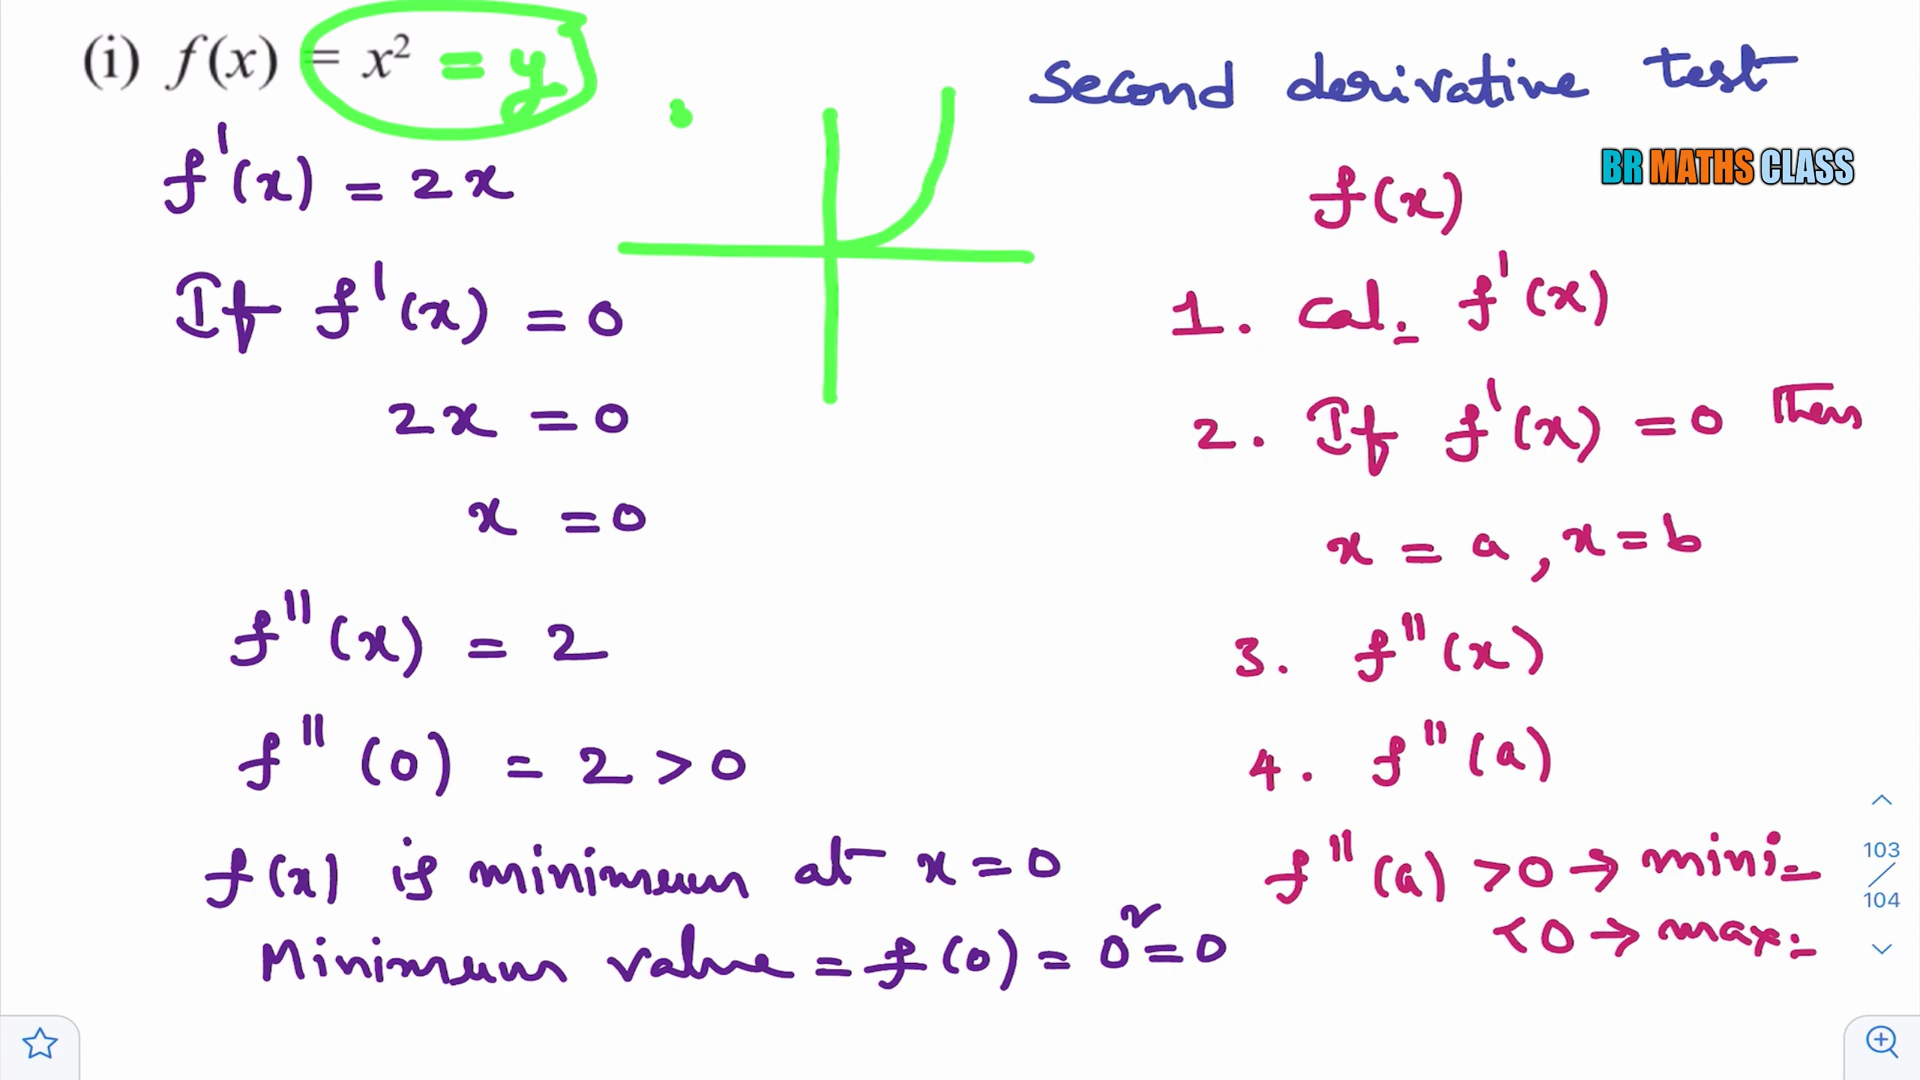 (i) f(x) = x² = y
f'(x) = 2x
If f'(x) = 0
2x = 0
x = 0
f''(x) = 2
f''(0) = 2 > 0
f(x) is minimum at x = 0
Minimum value = f(0) = 0² = 0
Second derivative test
BR MATHS CLASS
f(x)
1. Cal. f'(x)
2. If f'(x) = 0 Then
x = a, x = b
3. f''(x)
4. f''(a)
f''(a) > 0 → mini.
< 0 → max.
103
104